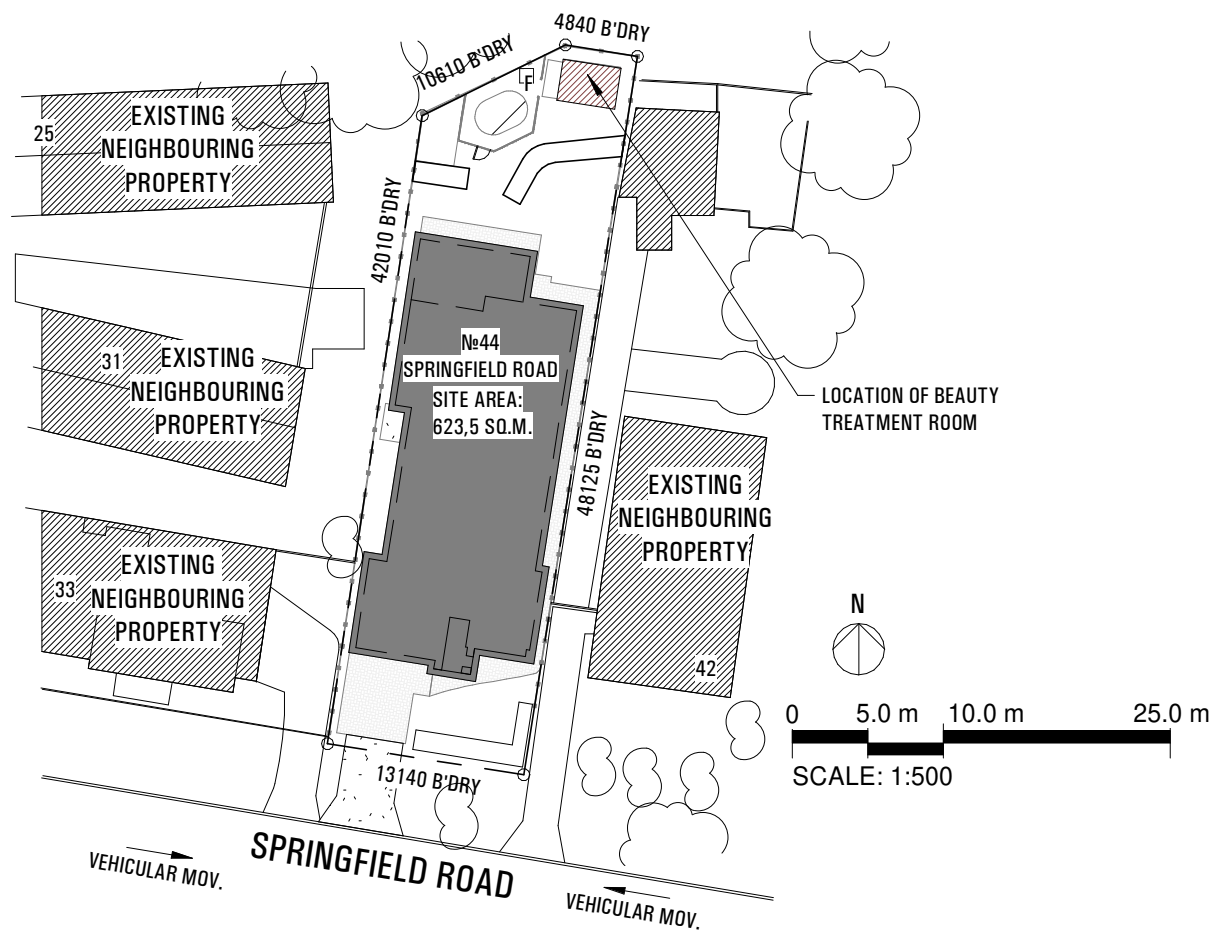 4840 B'DRY
10610 B'DRY
F
25
EXISTING
NEIGHBOURING
PROPERTY
42010 B'DRY
№44
SPRINGFIELD ROAD
SITE AREA:
623,5 SQ.M.
31
EXISTING
NEIGHBOURING
PROPERTY
LOCATION OF BEAUTY
TREATMENT ROOM
48125 B'DRY
EXISTING
NEIGHBOURING
PROPERTY
42
33
EXISTING
NEIGHBOURING
PROPERTY
N
0 5.0 m 10.0 m 25.0 m
SCALE: 1:500
13140 B'DRY
SPRINGFIELD ROAD
VEHICULAR MOV.
VEHICULAR MOV.